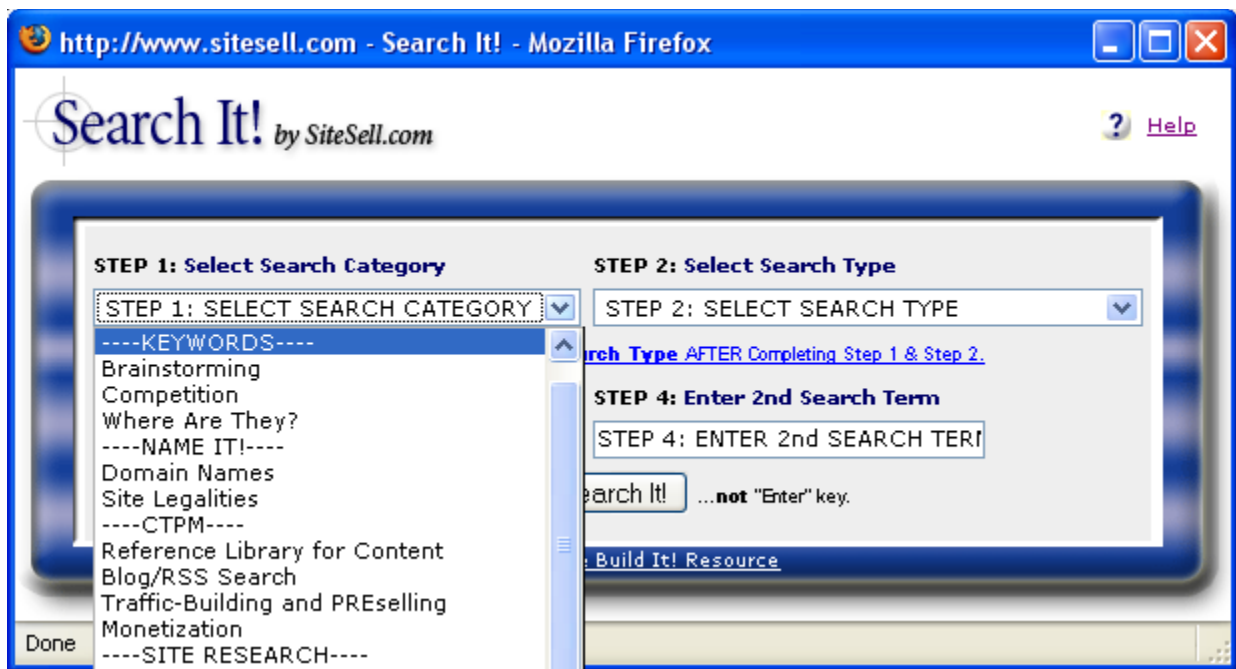 http://www.sitesell.com - Search It! - Mozilla Firefox
Search It! by SiteSell.com
? Help
STEP 1: Select Search Category
STEP 2: Select Search Type
STEP 1: SELECT SEARCH CATEGORY
STEP 2: SELECT SEARCH TYPE
----KEYWORDS----
Type AFTER Completing Step 1 & Step 2.
Brainstorming
Competition
STEP 4: Enter 2nd Search Term
Where Are They?
STEP 4: ENTER 2nd SEARCH
----NAME IT!----
Domain Names
Site Legalities
It! ...not "Enter" key.
----CTPM----
Reference Library for Content
Build It! Resource
Blog/RSS Search
Traffic-Building and PREselling
Monetization
----SITE RESEARCH----
Done